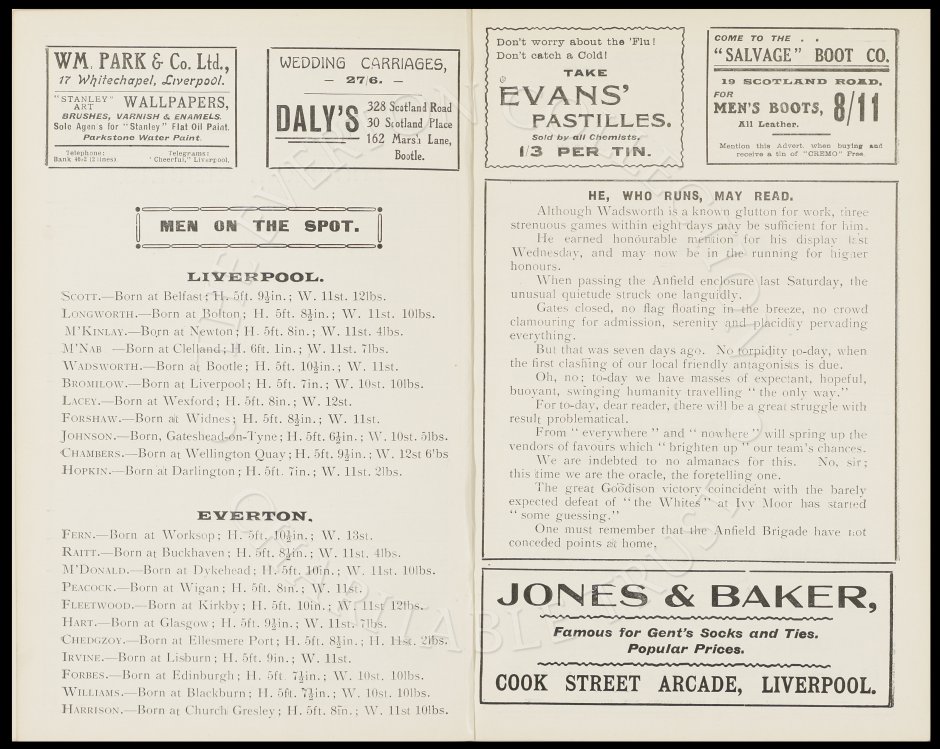 WM. PARK & Co. Ltd.,
17 Whitechapel, Liverpool.
"STANLEY" ART WALLPAPERS,
BRUSHES, VARNISH & ENAMELS.
Sole Agents for "Stanley" Flat Oil Paint.
Parkstone Water Paint.
Telephone: Telegrams:
Bank (2 lines) "Cheerful," Liverpool.
WEDDING CARRIAGES,
— 27/6. —
DALY'S
328 Scotland Road
30 Scotland Place
162 Marsh Lane,
Bootle.
MEN ON THE SPOT.
LIVERPOOL.
SCOTT.—Born at Belfast; H. 5ft. 9½in.; W. 11st. 12lbs.
LONGWORTH.—Born at Bolton; H. 5ft. 8½in.; W. 11st. 10lbs.
M'KINLAY.—Born at Newton; H. 5ft. 8in.; W. 11st. 4lbs.
M'NAB —Born at Clelland; H. 6ft. 1in.; W. 11st. 7lbs.
WADSWORTH.—Born at Bootle; H. 5ft. 10½in.; W. 11st.
BROMILOW.—Born at Liverpool; H. 5ft. 7in.; W. 10st. 10lbs.
LACEY.—Born at Wexford; H. 5ft. 8in.; W. 12st.
FORSHAW.—Born at Widnes; H. 5ft. 8½in.; W. 11st.
JOHNSON.—Born, Gateshead-on-Tyne; H. 5ft. 6½in.; W. 10st. 5lbs.
CHAMBERS.—Born at Wellington Quay; H. 5ft. 9½in.; W. 12st 6'bs
HOPKIN.—Born at Darlington; H. 5ft. 7in.; W. 11st. 2lbs.
EVERTON.
FERN.—Born at Worksop; H. 5ft. 10½in.; W. 13st.
RAITT.—Born at Buckhaven; H. 5ft. 8½in.; W. 11st. 4lbs.
M'DONALD.—Born at Dykehead; H. 5ft. 10in.; W. 11st. 10lbs.
PEACOCK.—Born at Wigan; H. 5ft. 8in.; W. 11st.
FLEETWOOD.—Born at Kirkby; H. 5ft. 10in.; W. 11st 12lbs.
HART.—Born at Glasgow; H. 5ft. 9½in.; W. 11st. 7lbs.
CHEDGZOY.—Born at Ellesmere Port; H. 5ft. 8½in.; H. 11st. 2lbs.
IRVINE.—Born at Lisburn; H. 5ft. 9in.; W. 11st.
FORBES.—Born at Edinburgh; H. 5ft. 7½in.; W. 10st. 10lbs.
WILLIAMS.—Born at Blackburn; H. 5ft. 7½in.; W. 10st. 10lbs.
HARRISON.—Born at Church Gresley; H. 5ft. 8in.; W. 11st 10lbs.
Don't worry about the 'Flu!
Don't catch a Cold!
TAKE
EVANS'
PASTILLES.
Sold by all Chemists.
1/3 PER TIN.
COME TO THE . .
"SALVAGE" BOOT CO.
19 SCOTLAND ROAD,
FOR
MEN'S BOOTS, 8/11
All Leather.
Mention this Advert. when buying and
receive a tin of "CREMO" Free.
HE, WHO RUNS, MAY READ.
Although Wadsworth is a known glutton for work, three
strenuous games within eight days may be sufficient for him.
He earned honourable mention for his display last
Wednesday, and may now be in the running for higher
honours.
When passing the Anfield enclosure last Saturday, the
unusual quietude struck one languidly.
Gates closed, no flag floating in the breeze, no crowd
clamouring for admission, serenity and placidity pervading
everything.
But that was seven days ago. No torpidity to-day, when
the first clashing of our local friendly antagonists is due.
Oh, no; to-day we have masses of expectant, hopeful,
buoyant, swinging humanity travelling "the only way."
For to-day, dear reader, there will be a great struggle with
result problematical.
From "everywhere" and "nowhere" will spring up the
vendors of favours which "brighten up" our team's chances.
We are indebted to no almanacs for this. No, sir;
this time we are the oracle, the foretelling one.
The great Goodison victory coincident with the barely
expected defeat of "the Whites" at Ivy Moor has started
"some guessing."
One must remember that the Anfield Brigade have not
conceded points at home.
JONES & BAKER,
Famous for Gent's Socks and Ties.
Popular Prices.
COOK STREET ARCADE, LIVERPOOL.